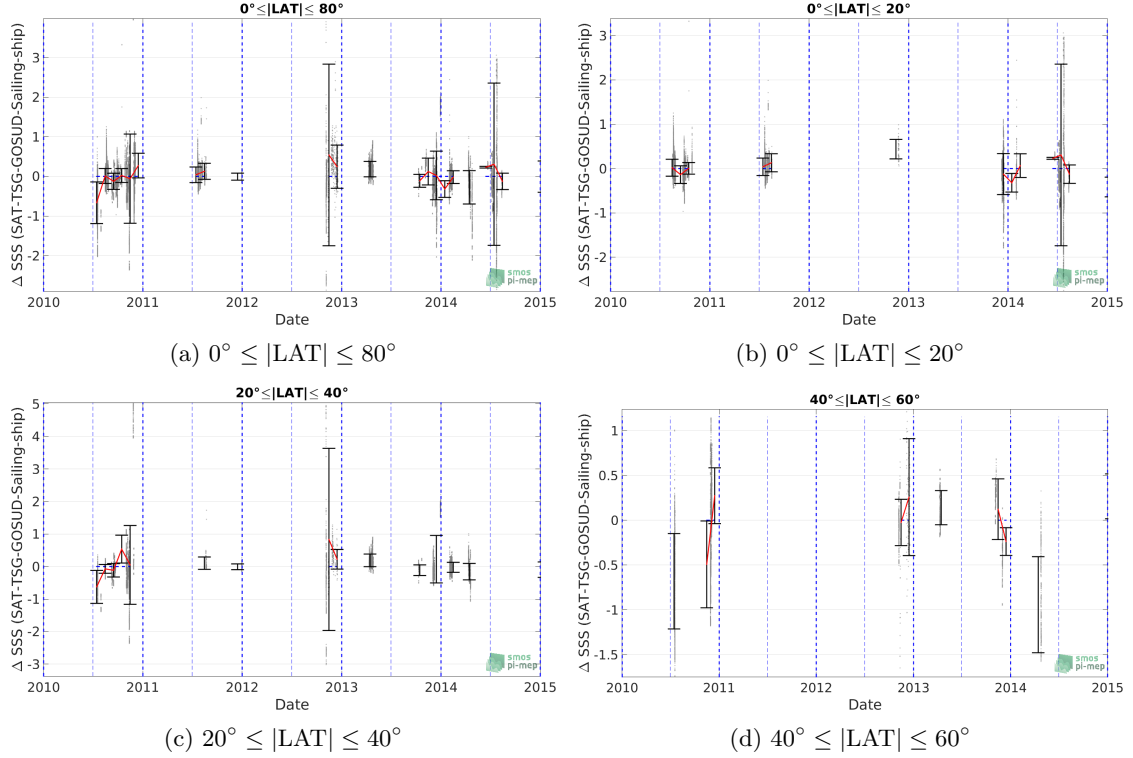 0°≤|LAT|≤ 80°
Δ SSS (SAT-TSG-GOSUD-Sailing-ship)
3
2
1
0
-1
-2
2010 2011 2012 2013 2014 2015
Date
smos
pi-mep
(a) 0° ≤ |LAT| ≤ 80°
0°≤|LAT|≤ 20°
Δ SSS (SAT-TSG-GOSUD-Sailing-ship)
3
2
1
0
-1
-2
2010 2011 2012 2013 2014 2015
Date
smos
pi-mep
(b) 0° ≤ |LAT| ≤ 20°
20°≤|LAT|≤ 40°
Δ SSS (SAT-TSG-GOSUD-Sailing-ship)
5
4
3
2
1
0
-1
-2
-3
2010 2011 2012 2013 2014 2015
Date
smos
pi-mep
(c) 20° ≤ |LAT| ≤ 40°
40°≤|LAT|≤ 60°
Δ SSS (SAT-TSG-GOSUD-Sailing-ship)
1
0.5
0
-0.5
-1
-1.5
2010 2011 2012 2013 2014 2015
Date
smos
pi-mep
(d) 40° ≤ |LAT| ≤ 60°